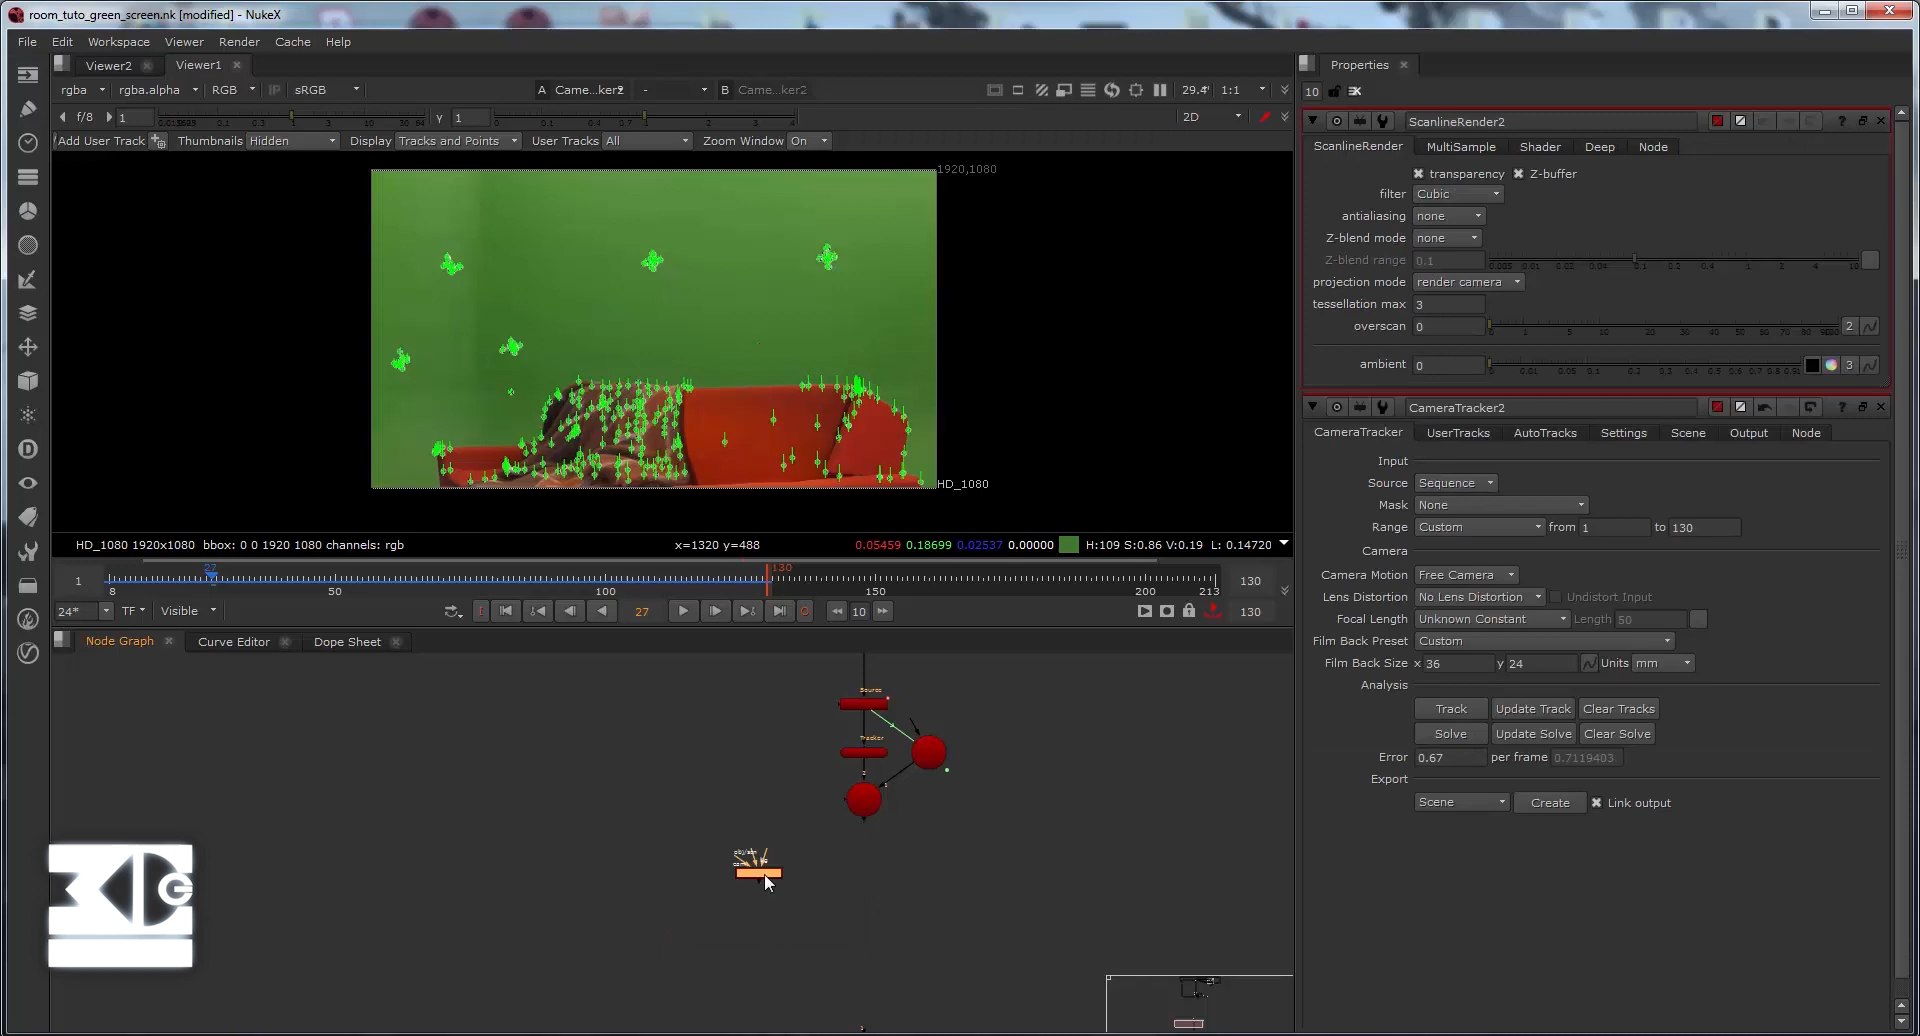 room_tuto_green_screen.nk [modified] - NukeX
File Edit Workspace Viewer Render Cache Help
Viewer2 Viewer1
rgba rgba.alpha RGB IP sRGB A Came...ker2 - B Came...ker2 1:1
f/8 1 γ 1 2D
Add User Track Thumbnails Hidden Display Tracks and Points User Tracks All Zoom Window On
1920,1080
HD_1080
HD_1080 1920x1080 bbox: 0 0 1920 1080 channels: rgb x=1320 y=488 0.05459 0.18699 0.02537 0.00000 H:109 S:0.86 V:0.19 L: 0.14720
27 130
1 8 50 100 150 200 213 130
24* TF Visible 27 10 130
Node Graph Curve Editor Dope Sheet
Source
Tracker
Properties
10
ScanlineRender2
ScanlineRender MultiSample Shader Deep Node
transparency Z-buffer
filter Cubic
antialiasing none
Z-blend mode none
Z-blend range 0.1
projection mode render camera
tessellation max 3
overscan 0 2
ambient 0 3
CameraTracker2
CameraTracker UserTracks AutoTracks Settings Scene Output Node
Input
Source Sequence
Mask None
Range Custom from 1 to 130
Camera
Camera Motion Free Camera
Lens Distortion No Lens Distortion Undistort Input
Focal Length Unknown Constant Length 50
Film Back Preset Custom
Film Back Size x 36 y 24 Units mm
Analysis
Track Update Track Clear Tracks
Solve Update Solve Clear Solve
Error 0.67 per frame 0.7119403
Export
Scene Create Link output